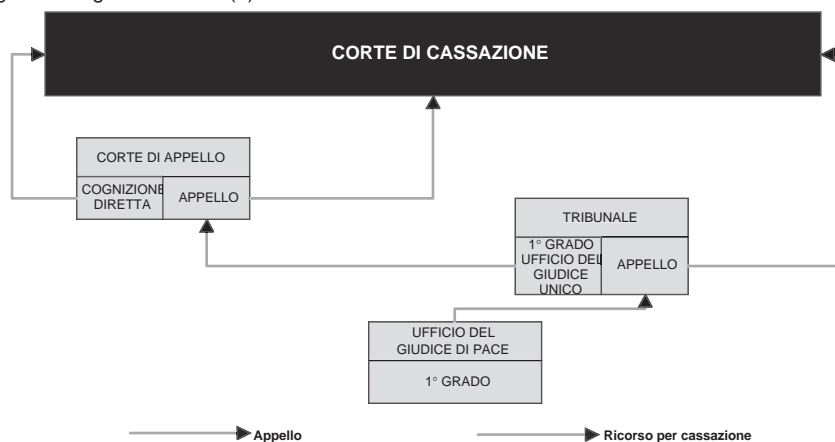 CORTE DI CASSAZIONE
CORTE DI APPELLO
COGNIZIONE
DIRETTA
APPELLO
TRIBUNALE
1° GRADO
UFFICIO DEL
GIUDICE
UNICO
APPELLO
UFFICIO DEL
GIUDICE DI PACE
1° GRADO
Appello
Ricorso per cassazione